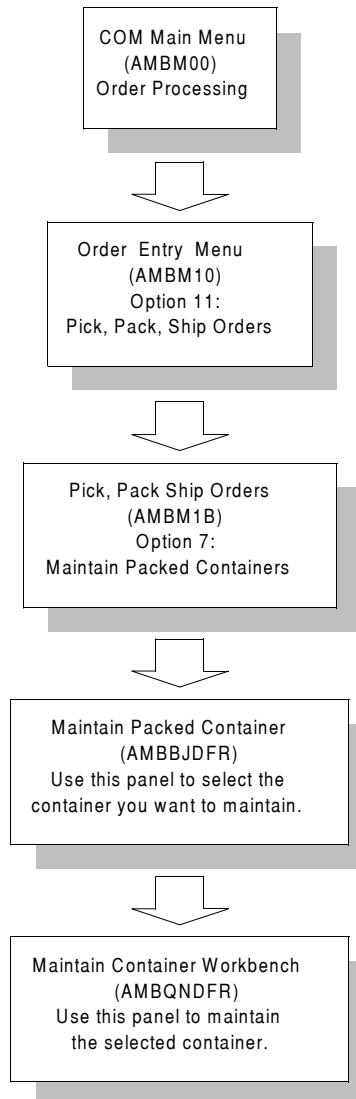 COM Main Menu
(AMBM00)
Order Processing
Order Entry Menu
(AMBM10)
Option 11:
Pick, Pack, Ship Orders
Pick, Pack Ship Orders
(AMBM1B)
Option 7:
Maintain Packed Containers
Maintain Packed Container
(AMBBJDFR)
Use this panel to select the
container you want to maintain.
Maintain Container Workbench
(AMBQNDFR)
Use this panel to maintain
the selected container.